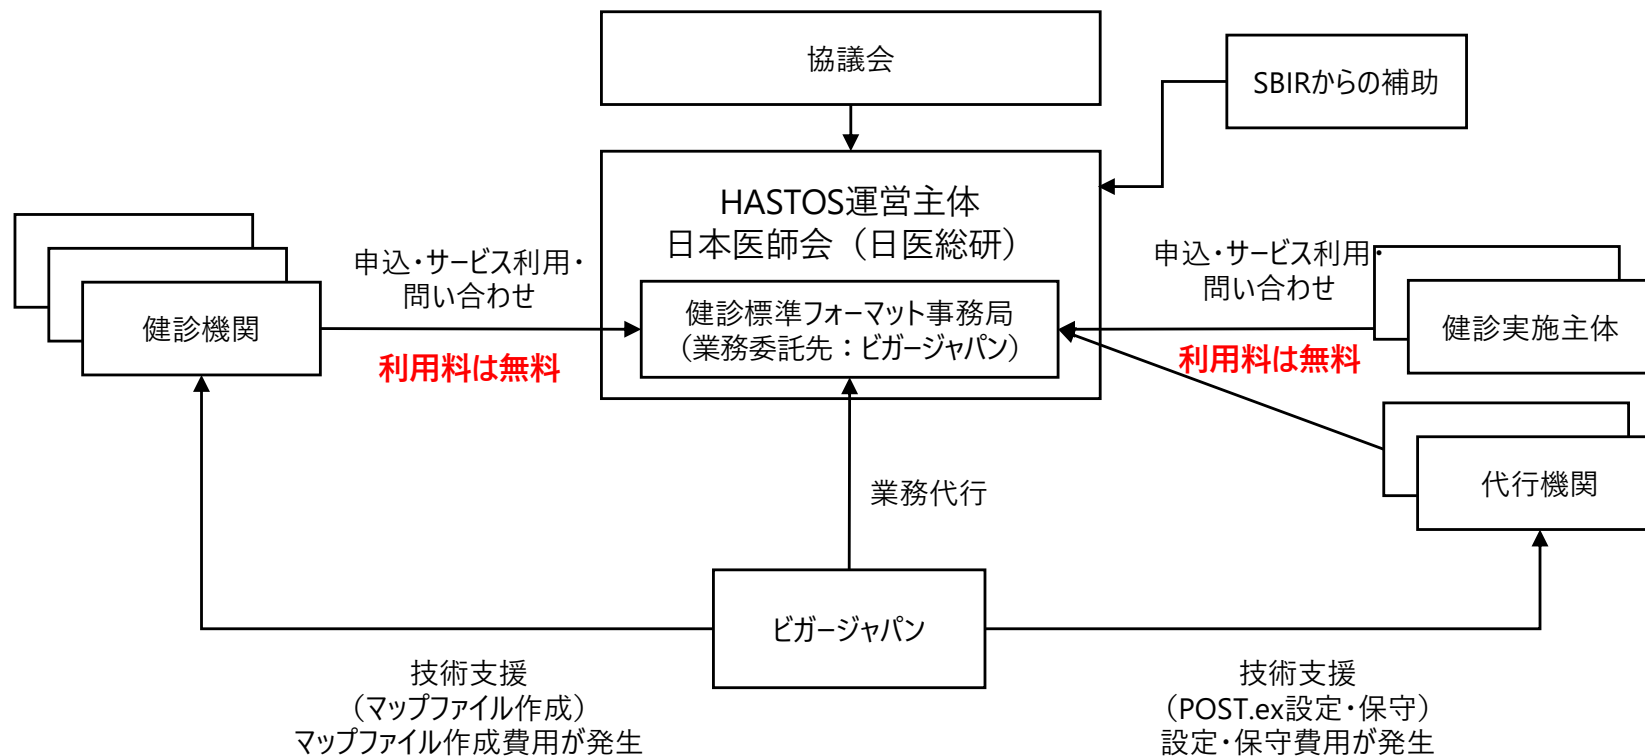 協議会
SBIRからの補助
HASTOS運営主体
日本医師会（日医総研）
健診標準フォーマット事務局
（業務委託先：ビガージャパン）
申込・サービス利用・
問い合わせ
利用料は無料
健診機関
申込・サービス利用・
問い合わせ
利用料は無料
健診実施主体
代行機関
業務代行
ビガージャパン
技術支援
（マップファイル作成）
マップファイル作成費用が発生
技術支援
（POST.ex設定・保守）
設定・保守費用が発生